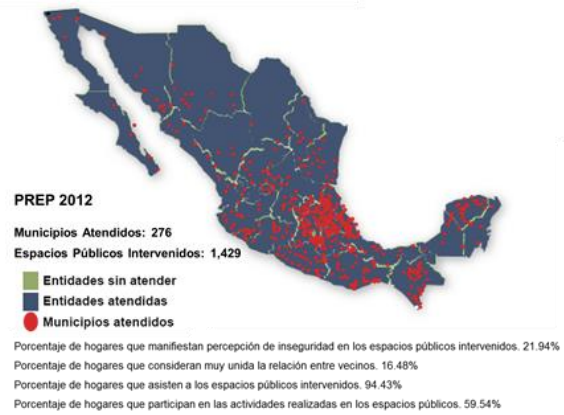 PREP 2012
Municipios Atendidos: 276
Espacios Públicos Intervenidos: 1,429
Entidades sin atender
Entidades atendidas
Municipios atendidos
Porcentaje de hogares que manifiestan percepción de inseguridad en los espacios públicos intervenidos. 21.94%
Porcentaje de hogares que consideran muy unida la relación entre vecinos. 16.48%
Porcentaje de hogares que asisten a los espacios públicos intervenidos. 94.43%
Porcentaje de hogares que participan en las actividades realizadas en los espacios públicos. 59.54%